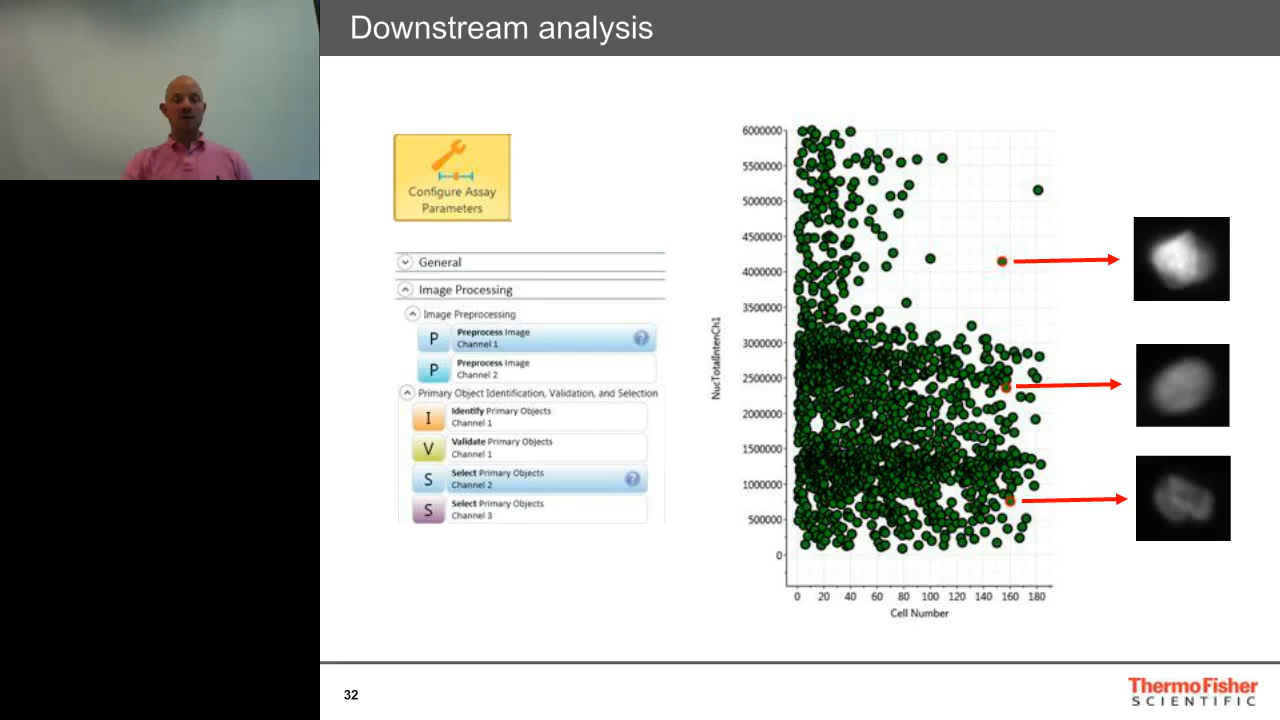 Downstream analysis
Configure Assay
Parameters
General
Image Processing
Image Preprocessing
P
Preprocess Image
Channel 1
?
P
Preprocess Image
Channel 2
Primary Object Identification, Validation, and Selection
I
Identify Primary Objects
Channel 1
V
Validate Primary Objects
Channel 1
S
Select Primary Objects
Channel 2
?
S
Select Primary Objects
Channel 3
NucTotalIntenCh1
6000000
5500000
5000000
4500000
4000000
3500000
3000000
2500000
2000000
1500000
1000000
500000
0
0 20 40 60 80 100 120 140 160 180
Cell Number
32
ThermoFisher
SCIENTIFIC